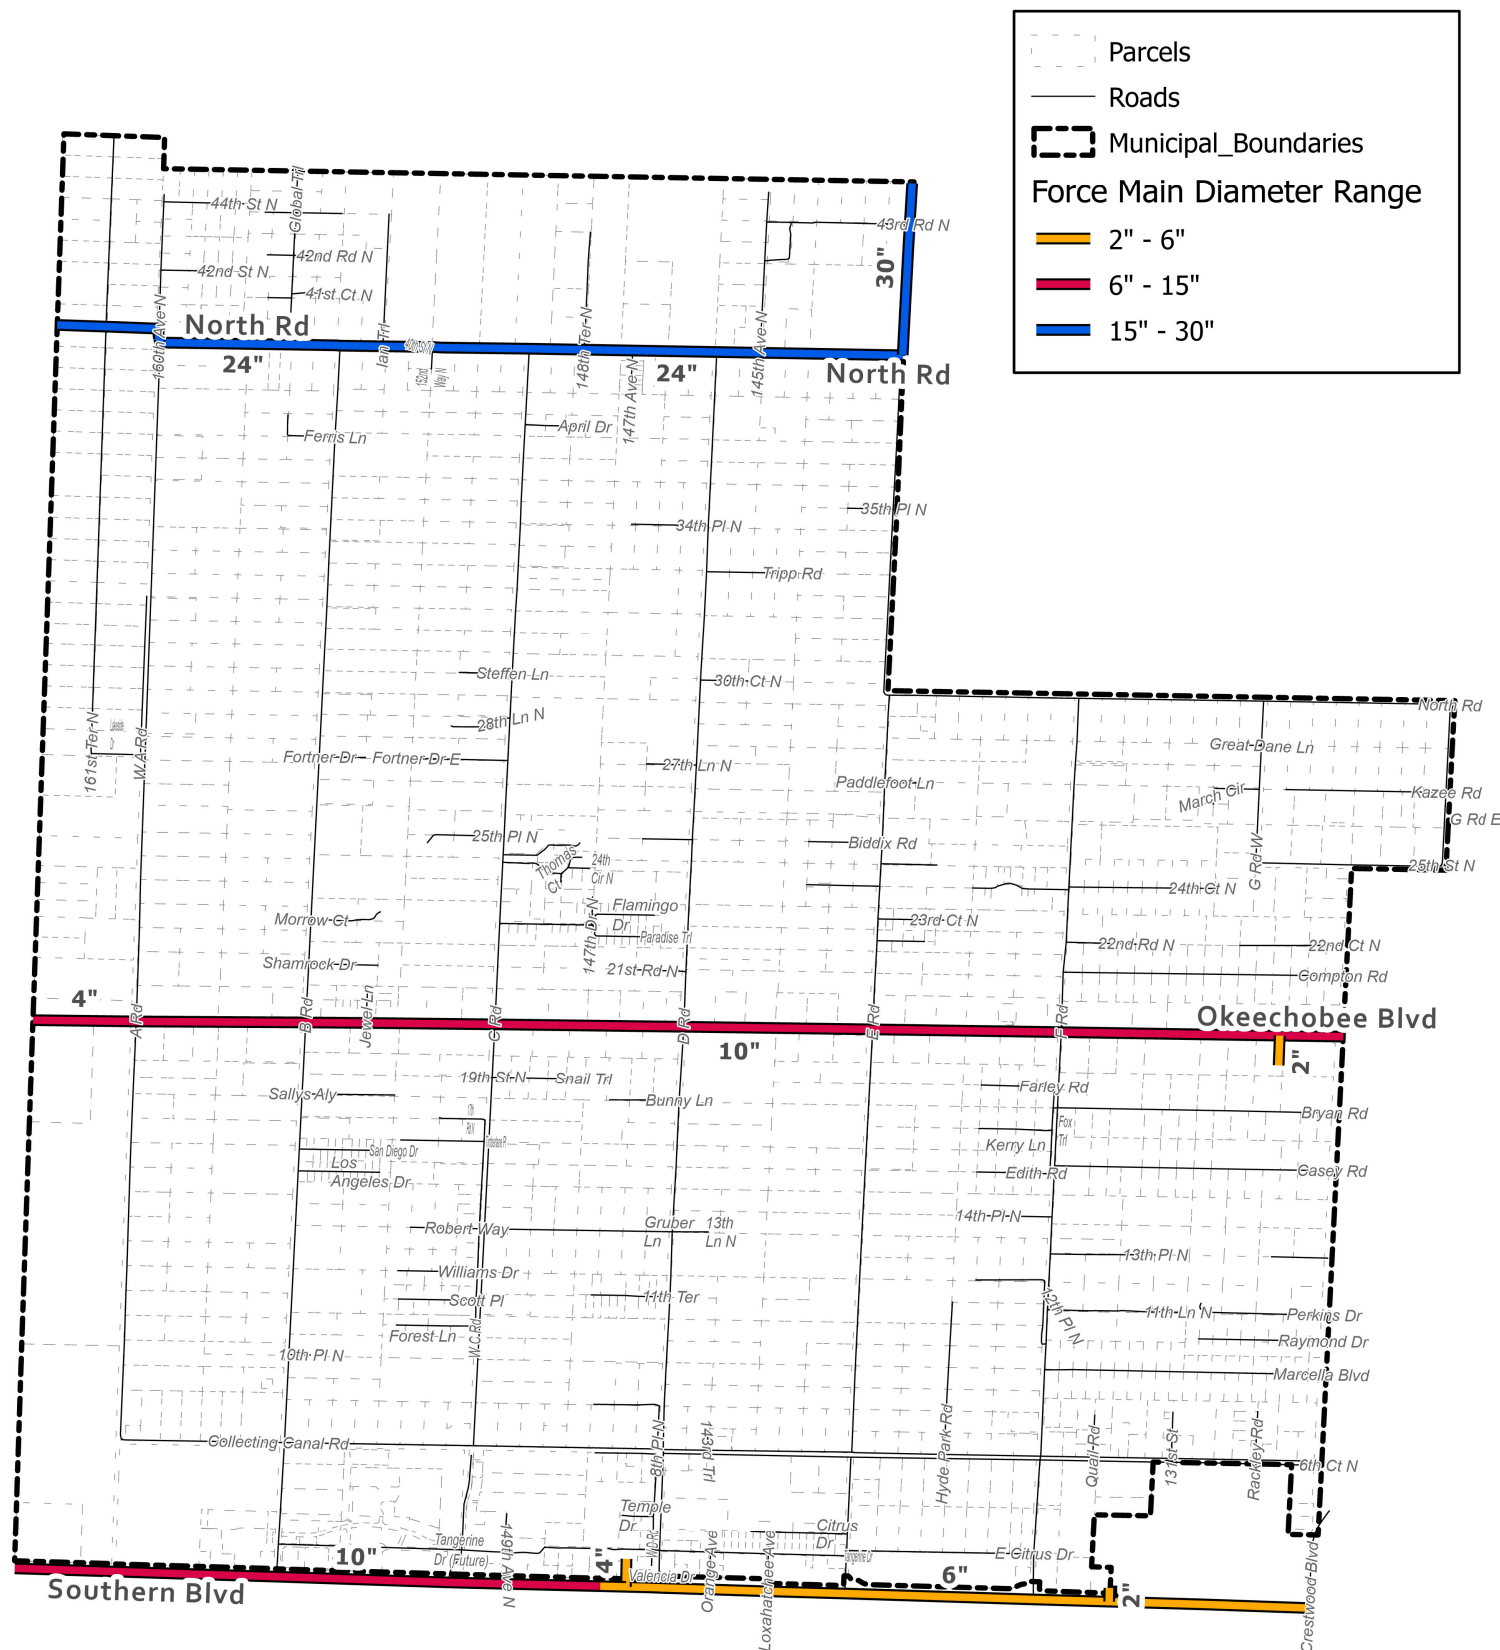 Parcels
Roads
Municipal_Boundaries
Force Main Diameter Range
2" - 6"
6" - 15"
15" - 30"
44th St N
Global Trl
43rd Rd N
42nd Rd N
42nd St N
30"
41st Ct N
160th Ave N
North Rd
Ian Trl
40th St N
148th Ter N
145th Ave N
24"
152nd
Way N
24"
North Rd
147th Ave N
Ferris Ln
April Dr
35th Pl N
34th Pl N
Tripp Rd
Steffen Ln
30th Ct N
North Rd
28th Ln N
161st Ter N
W A Rd
Great Dane Ln
Fortner Dr
Fortner Dr E
27th Ln N
Paddlefoot Ln
March Cir
Kazee Rd
G Rd E
25th Pl N
Biddix Rd
Thomas
Ct
24th
Cir N
G Rd W
25th St N
24th Ct N
Morrow Ct
147th Dr N
Flamingo
Dr
23rd Ct N
Paradise Trl
22nd Rd N
22nd Ct N
Shamrock Dr
21st Rd N
Compton Rd
4"
A Rd
B Rd
Jewel Ln
C Rd
D Rd
E Rd
F Rd
Okeechobee Blvd
10"
2"
19th St N
Snail Trl
Farley Rd
Sallys Aly
Bunny Ln
Bryan Rd
Fox
Trl
Kerry Ln
San Diego Dr
Los
Angeles Dr
Edith Rd
Casey Rd
14th Pl N
Robert Way
Gruber
Ln
13th
Ln N
13th Pl N
Williams Dr
Scott Pl
11th Ter
12th Pl N
11th Ln N
Perkins Dr
Forest Ln
W C Rd
Raymond Dr
10th Pl N
Marcella Blvd
Collecting Canal Rd
8th Pl N
143rd Trl
Hyde Park Rd
Quail Rd
131st St
Rackley Rd
6th Ct N
Temple
Dr
Citrus
Dr
Tangerine
Dr (Future)
149th Ave N
W D Rd
Orange Ave
Loxahatchee Ave
Tangerine Dr
E Citrus Dr
Crestwood Blvd
10"
4"
Valencia Dr
6"
2"
Southern Blvd